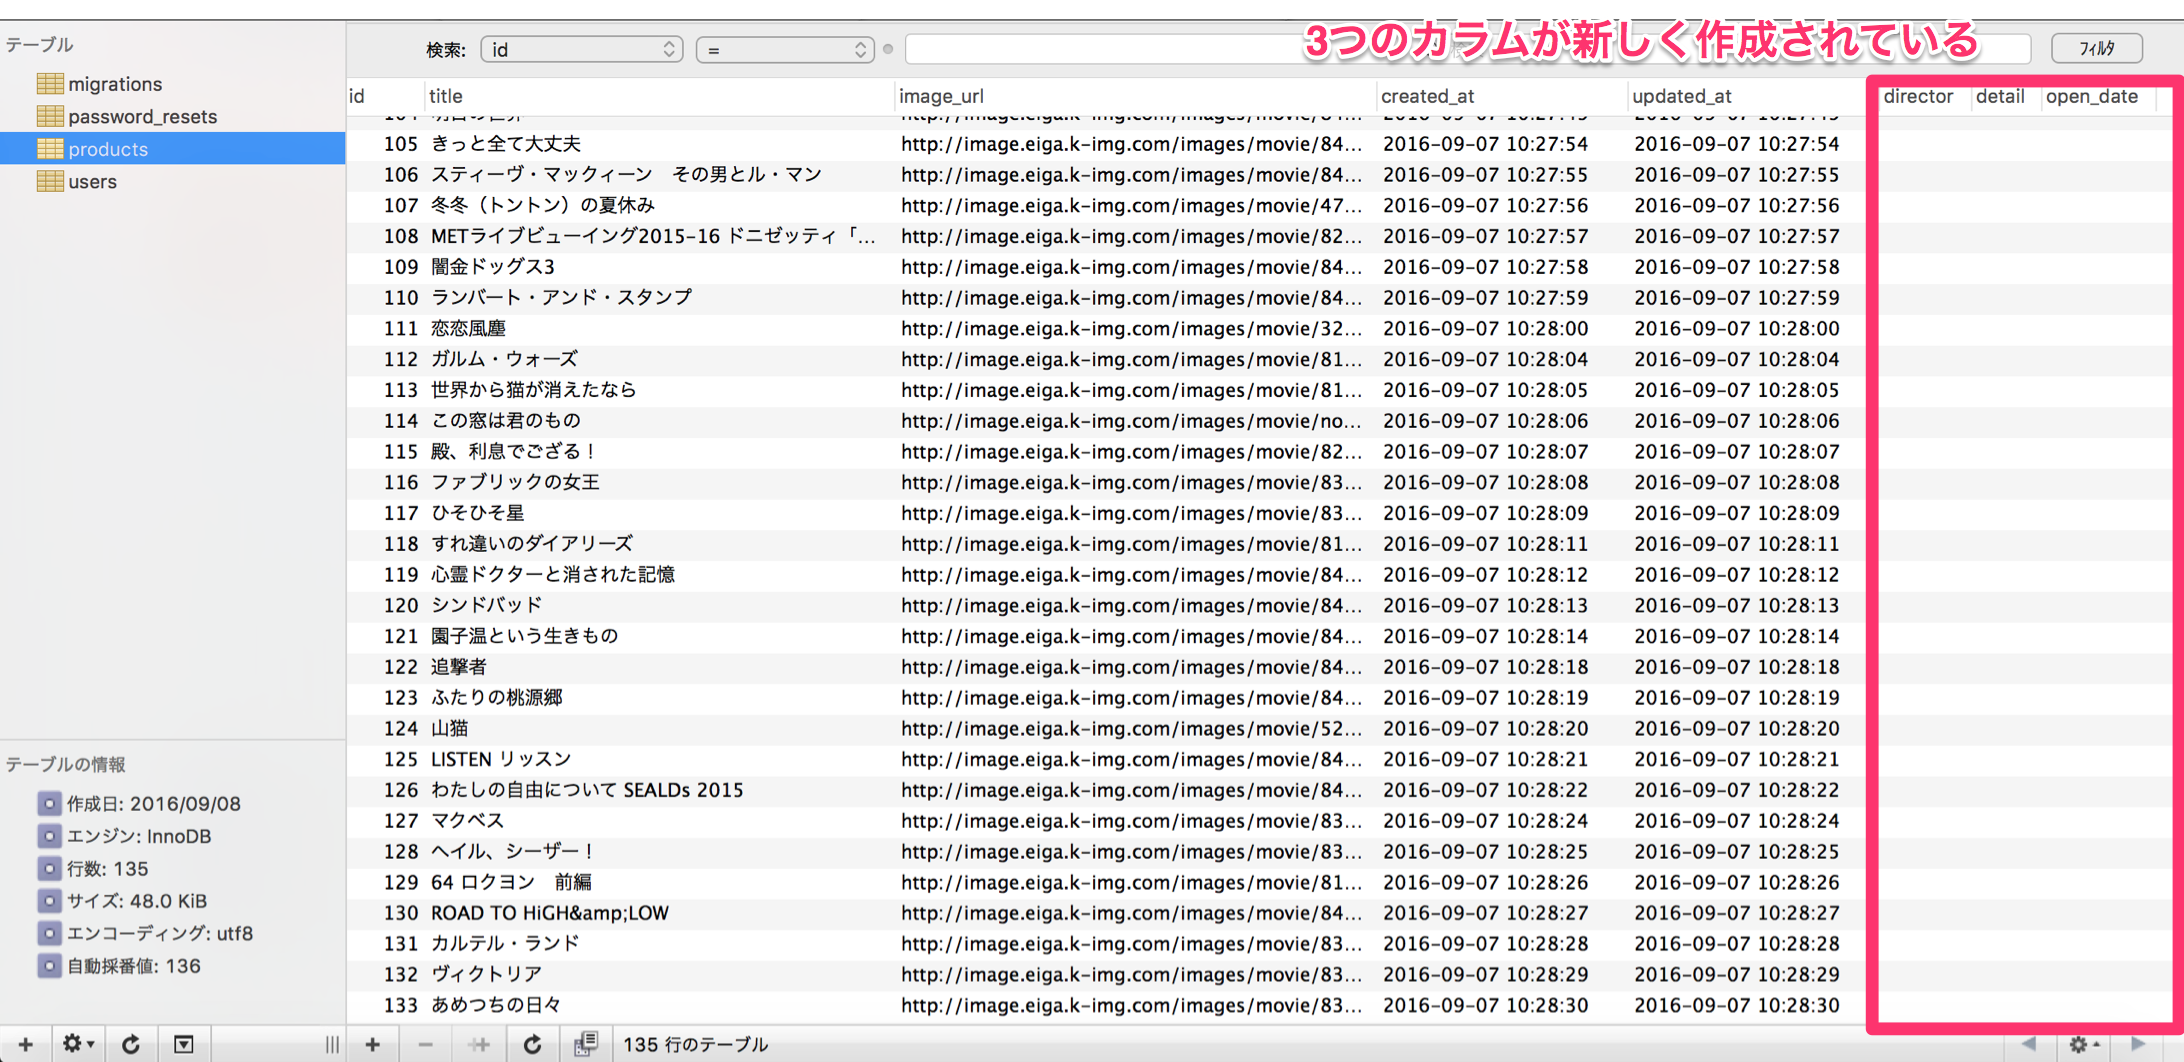 3つのカラムが新しく作成されている
テーブル
migrations
password_resets
products
users
検索: id =
フィルタ
id title image_url created_at updated_at director detail open_date
105 きっと全て大丈夫 http://image.eiga.k-img.com/images/movie/84... 2016-09-07 10:27:54 2016-09-07 10:27:54
106 スティーヴ・マックィーン　その男とル・マン http://image.eiga.k-img.com/images/movie/84... 2016-09-07 10:27:55 2016-09-07 10:27:55
107 冬冬（トントン）の夏休み http://image.eiga.k-img.com/images/movie/47... 2016-09-07 10:27:56 2016-09-07 10:27:56
108 METライブビューイング2015-16 ドニゼッティ「... http://image.eiga.k-img.com/images/movie/82... 2016-09-07 10:27:57 2016-09-07 10:27:57
109 闇金ドッグス3 http://image.eiga.k-img.com/images/movie/84... 2016-09-07 10:27:58 2016-09-07 10:27:58
110 ランバート・アンド・スタンプ http://image.eiga.k-img.com/images/movie/84... 2016-09-07 10:27:59 2016-09-07 10:27:59
111 恋恋風塵 http://image.eiga.k-img.com/images/movie/32... 2016-09-07 10:28:00 2016-09-07 10:28:00
112 ガルム・ウォーズ http://image.eiga.k-img.com/images/movie/81... 2016-09-07 10:28:04 2016-09-07 10:28:04
113 世界から猫が消えたなら http://image.eiga.k-img.com/images/movie/81... 2016-09-07 10:28:05 2016-09-07 10:28:05
114 この窓は君のもの http://image.eiga.k-img.com/images/movie/no... 2016-09-07 10:28:06 2016-09-07 10:28:06
115 殿、利息でござる！ http://image.eiga.k-img.com/images/movie/82... 2016-09-07 10:28:07 2016-09-07 10:28:07
116 ファブリックの女王 http://image.eiga.k-img.com/images/movie/83... 2016-09-07 10:28:08 2016-09-07 10:28:08
117 ひそひそ星 http://image.eiga.k-img.com/images/movie/83... 2016-09-07 10:28:09 2016-09-07 10:28:09
118 すれ違いのダイアリーズ http://image.eiga.k-img.com/images/movie/81... 2016-09-07 10:28:11 2016-09-07 10:28:11
119 心霊ドクターと消された記憶 http://image.eiga.k-img.com/images/movie/84... 2016-09-07 10:28:12 2016-09-07 10:28:12
120 シンドバッド http://image.eiga.k-img.com/images/movie/84... 2016-09-07 10:28:13 2016-09-07 10:28:13
121 園子温という生きもの http://image.eiga.k-img.com/images/movie/84... 2016-09-07 10:28:14 2016-09-07 10:28:14
122 追撃者 http://image.eiga.k-img.com/images/movie/84... 2016-09-07 10:28:18 2016-09-07 10:28:18
123 ふたりの桃源郷 http://image.eiga.k-img.com/images/movie/84... 2016-09-07 10:28:19 2016-09-07 10:28:19
124 山猫 http://image.eiga.k-img.com/images/movie/52... 2016-09-07 10:28:20 2016-09-07 10:28:20
125 LISTEN リッスン http://image.eiga.k-img.com/images/movie/84... 2016-09-07 10:28:21 2016-09-07 10:28:21
126 わたしの自由について SEALDs 2015 http://image.eiga.k-img.com/images/movie/84... 2016-09-07 10:28:22 2016-09-07 10:28:22
127 マクベス http://image.eiga.k-img.com/images/movie/83... 2016-09-07 10:28:24 2016-09-07 10:28:24
128 ヘイル、シーザー！ http://image.eiga.k-img.com/images/movie/83... 2016-09-07 10:28:25 2016-09-07 10:28:25
129 64 ロクヨン　前編 http://image.eiga.k-img.com/images/movie/81... 2016-09-07 10:28:26 2016-09-07 10:28:26
130 ROAD TO HiGH&amp;LOW http://image.eiga.k-img.com/images/movie/84... 2016-09-07 10:28:27 2016-09-07 10:28:27
131 カルテル・ランド http://image.eiga.k-img.com/images/movie/83... 2016-09-07 10:28:28 2016-09-07 10:28:28
132 ヴィクトリア http://image.eiga.k-img.com/images/movie/83... 2016-09-07 10:28:29 2016-09-07 10:28:29
133 あめつちの日々 http://image.eiga.k-img.com/images/movie/83... 2016-09-07 10:28:30 2016-09-07 10:28:30
テーブルの情報
作成日: 2016/09/08
エンジン: InnoDB
行数: 135
サイズ: 48.0 KiB
エンコーディング: utf8
自動採番値: 136
135 行のテーブル